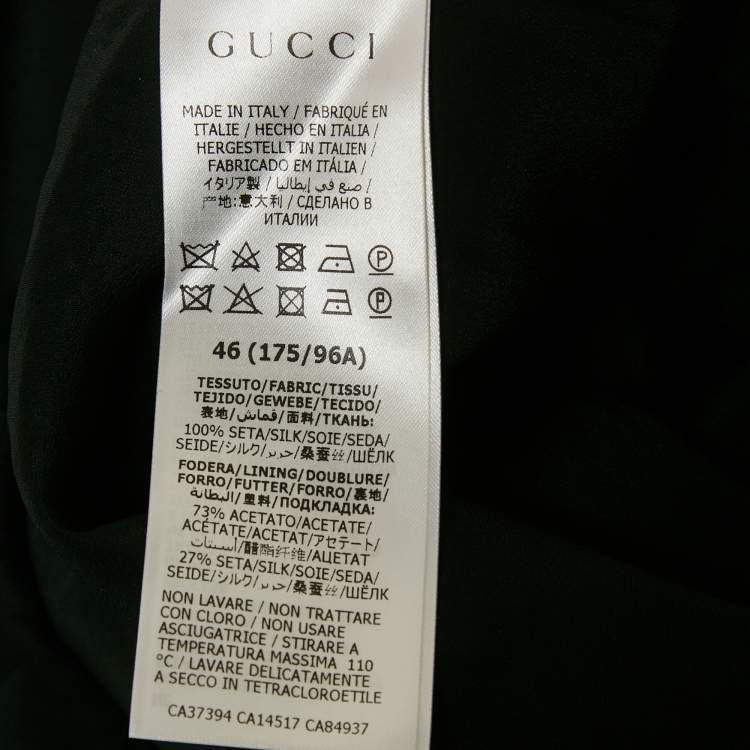 GUCCI
MADE IN ITALY / FABRIQUÉ EN
ITALIE / HECHO EN ITALIA /
HERGESTELLT IN ITALIEN /
FABRICADO EM ITÁLIA /
イタリア製 / صنع في إيطاليا /
产地:意大利 / СДЕЛАНО В
ИТАЛИИ
P
P
46 (175/96A)
TESSUTO/FABRIC/TISSU/
TEJIDO/GEWEBE/TECIDO/
表地/قماش/面料/ТКАНЬ:
100% SETA/SILK/SOIE/SEDA/
SEIDE/シルク/حرير/桑蚕丝/ШЁЛК
FODERA/LINING/DOUBLURE/
FORRO/FUTTER/FORRO/裏地/
البطانة/里料/ПОДКЛАДКА:
73% ACETATO/ACETATE/
ACÉTATE/ACETAT/アセテート/
أسيتات/醋酯纤维/АЦЕТАТ
27% SETA/SILK/SOIE/SEDA/
SEIDE/シルク/حرير/桑蚕丝/ШЁЛК
NON LAVARE / NON TRATTARE
CON CLORO / NON USARE
ASCIUGATRICE / STIRARE A
TEMPERATURA MASSIMA 110
°C / LAVARE DELICATAMENTE
A SECCO IN TETRACLOROETILE
CA37394 CA14517 CA84937